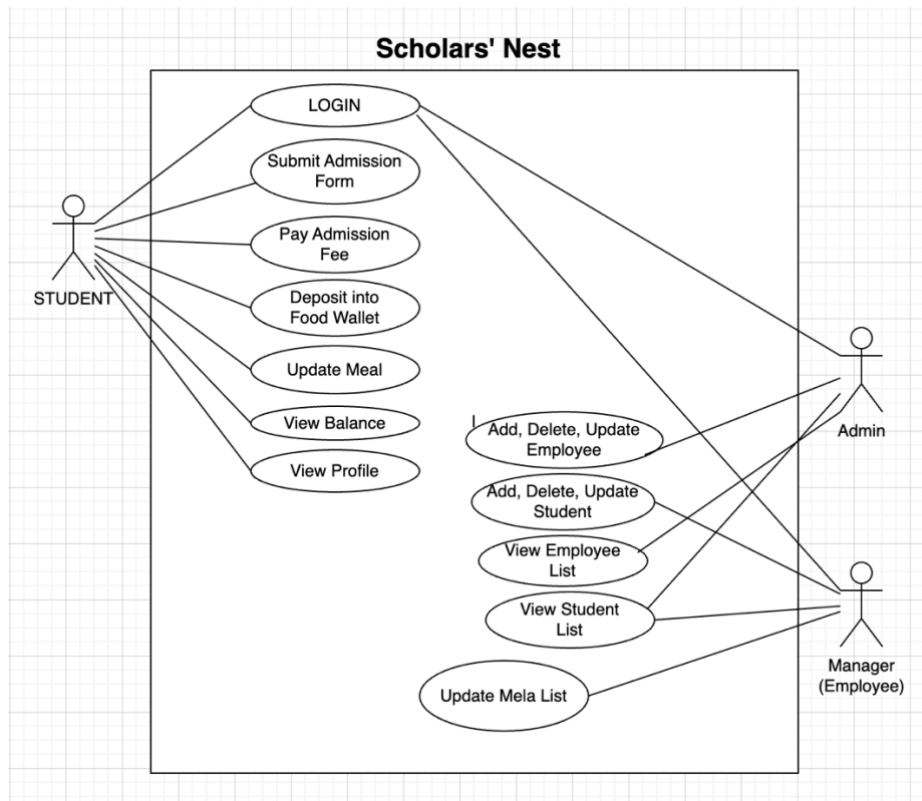 Scholars' Nest
LOGIN
Submit Admission
Form
Pay Admission
Fee
STUDENT
Deposit into
Food Wallet
Update Meal
View Balance
View Profile
Add, Delete, Update
Employee
Admin
Add, Delete, Update
Student
View Employee
List
View Student
List
Manager
(Employee)
Update Mela List